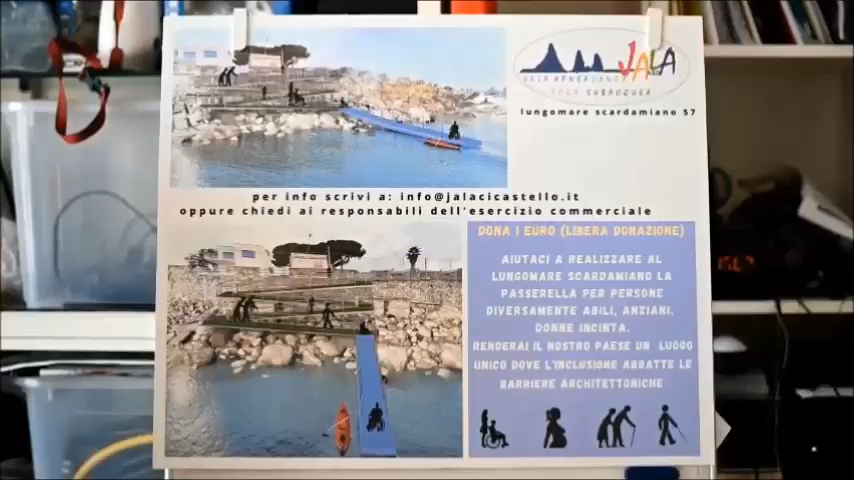 JALA
lungomare scardamiano 57
per info scrivi a: info@jalacicastello.it
oppure chiedi ai responsabili dell'esercizio commerciale
DONA 1 EURO (LIBERA DONAZIONE)
AIUTACI A REALIZZARE AL
LUNGOMARE SCARDAMIANO LA
PASSERELLA PER PERSONE
DIVERSAMENTE ABILI, ANZIANI,
DONNE INCINTA.
RENDERAI IL NOSTRO PAESE UN LUOGO
UNICO DOVE L'INCLUSIONE ABBATTE LE
BARRIERE ARCHITETTONICHE